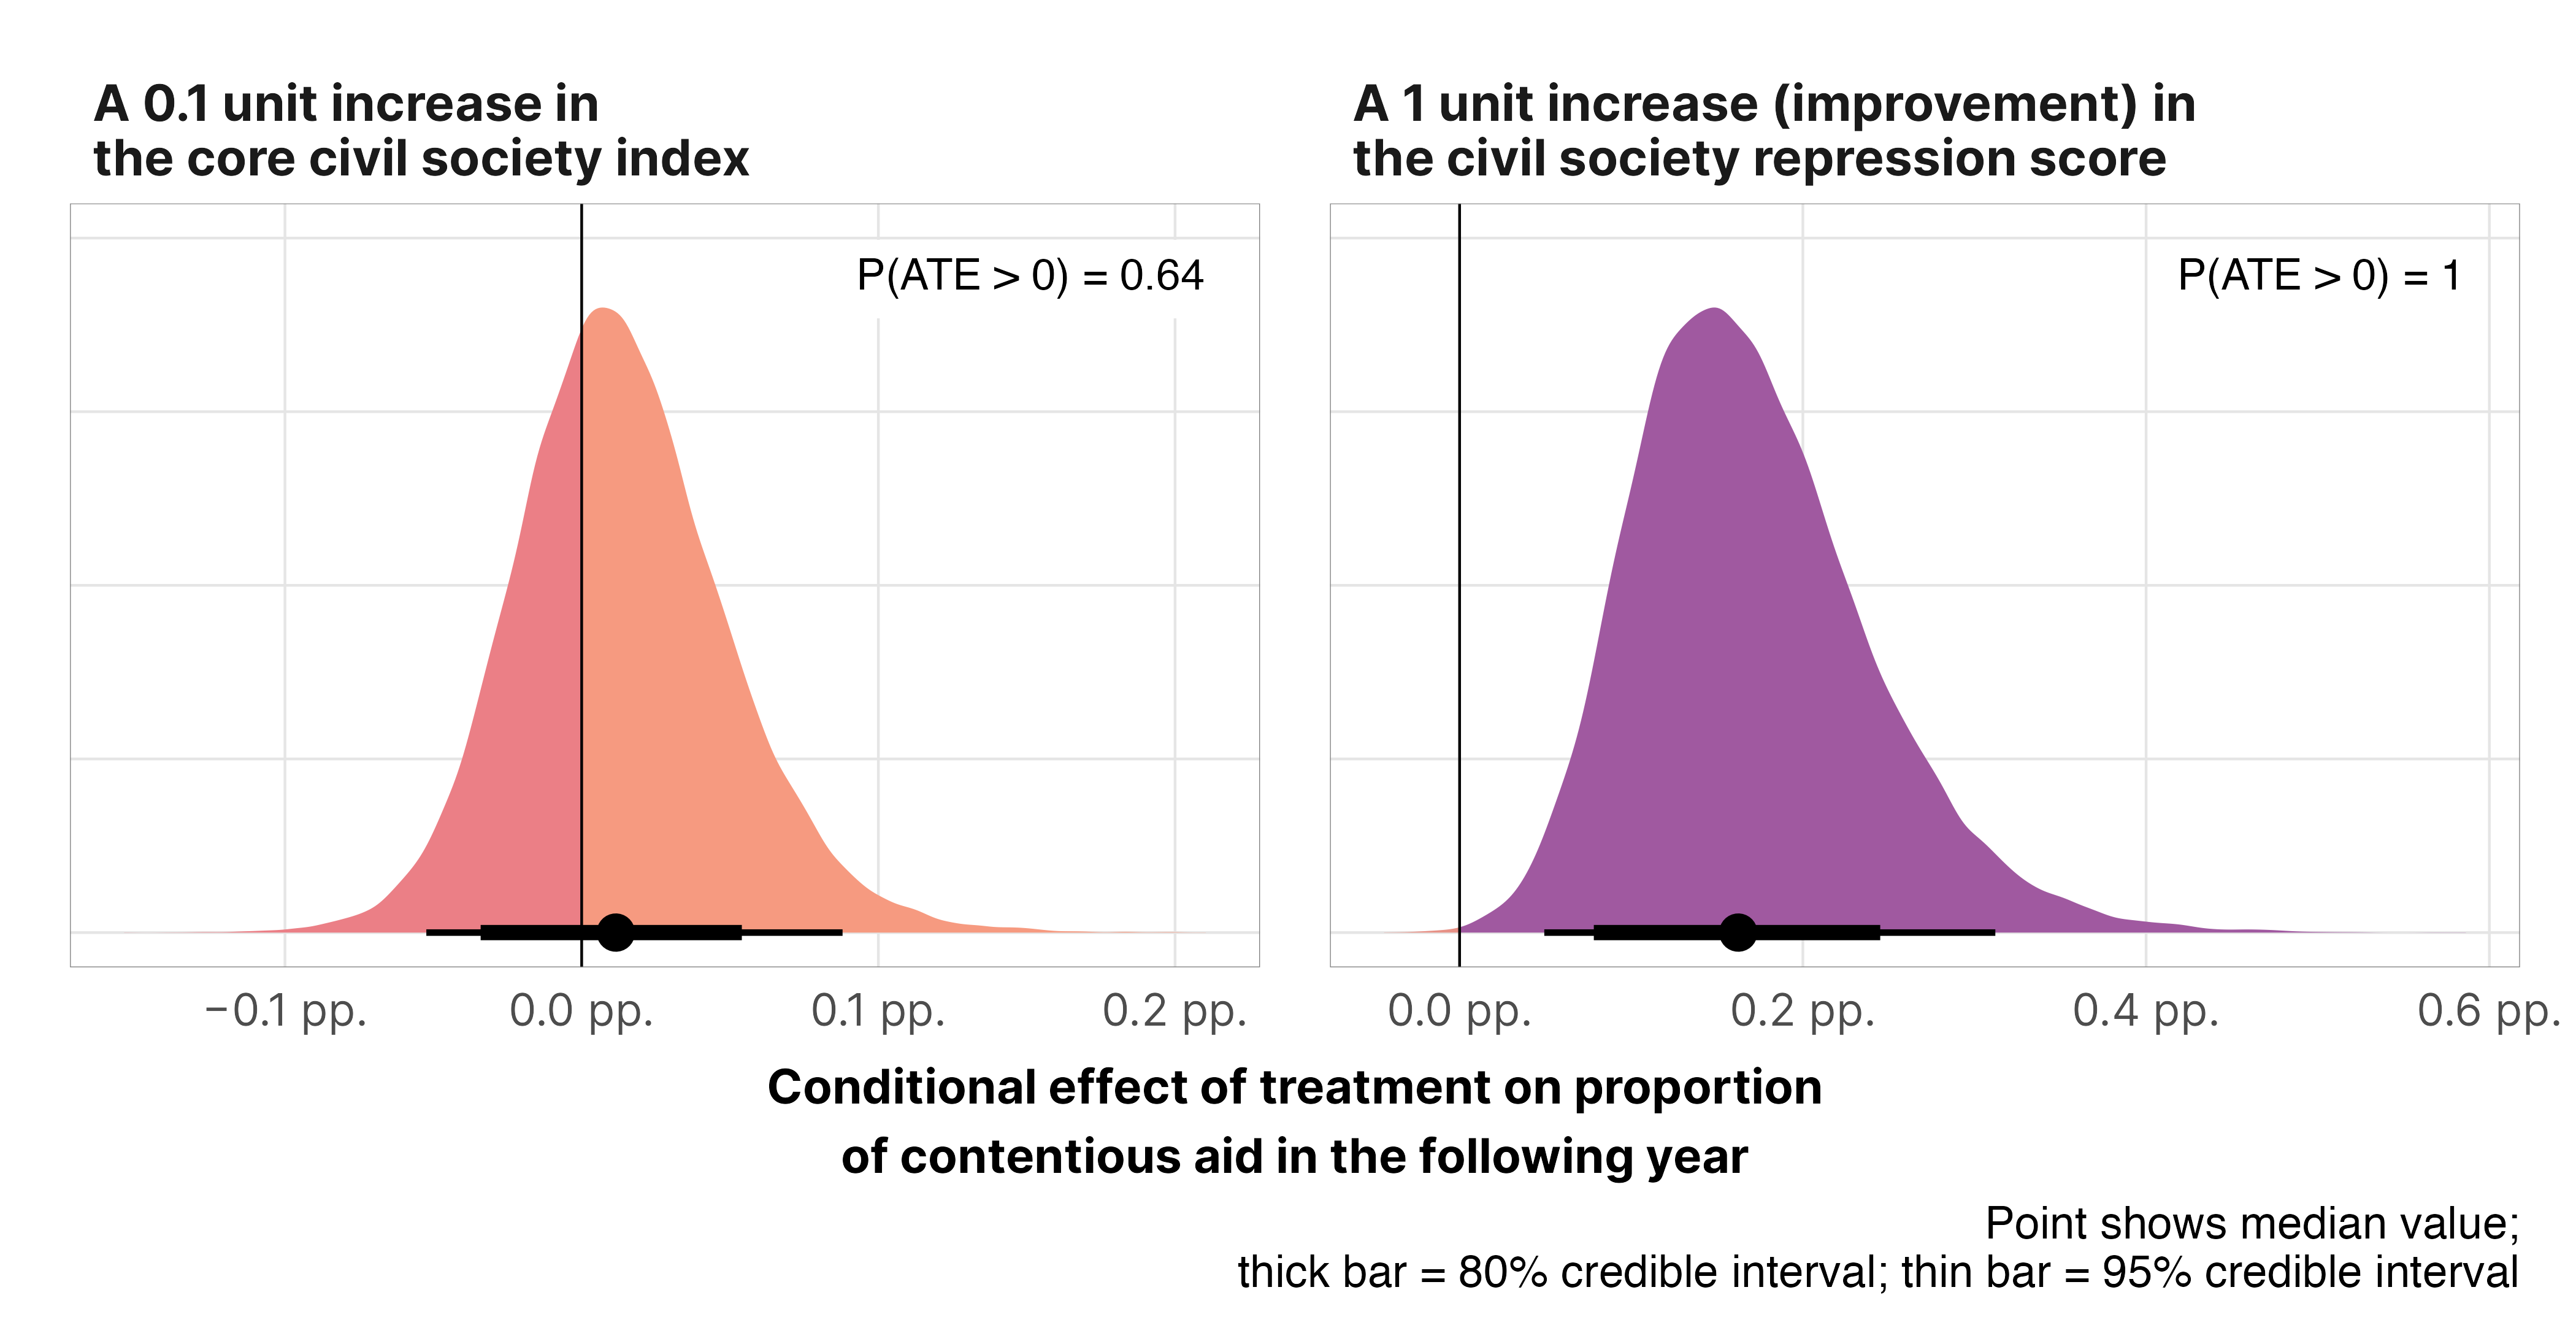 A 0.1 unit increase in
the core civil society index
A 1 unit increase (improvement) in
the civil society repression score
P(ATE > 0) = 0.64
P(ATE > 0) = 1
−0.1 pp.
0.0 pp.
0.1 pp.
0.2 pp.
0.0 pp.
0.2 pp.
0.4 pp.
0.6 pp.
Conditional effect of treatment on proportion
of contentious aid in the following year
Point shows median value;
thick bar = 80% credible interval; thin bar = 95% credible interval